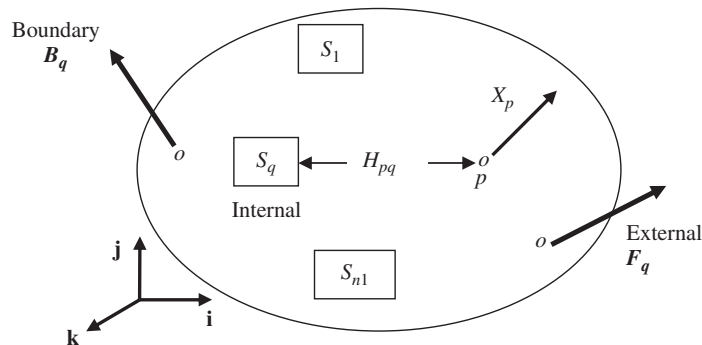 Boundary
B_q
S_1
X_p
S_q
H_pq
o
o
p
Internal
o
External
F_q
S_n1
j
i
k